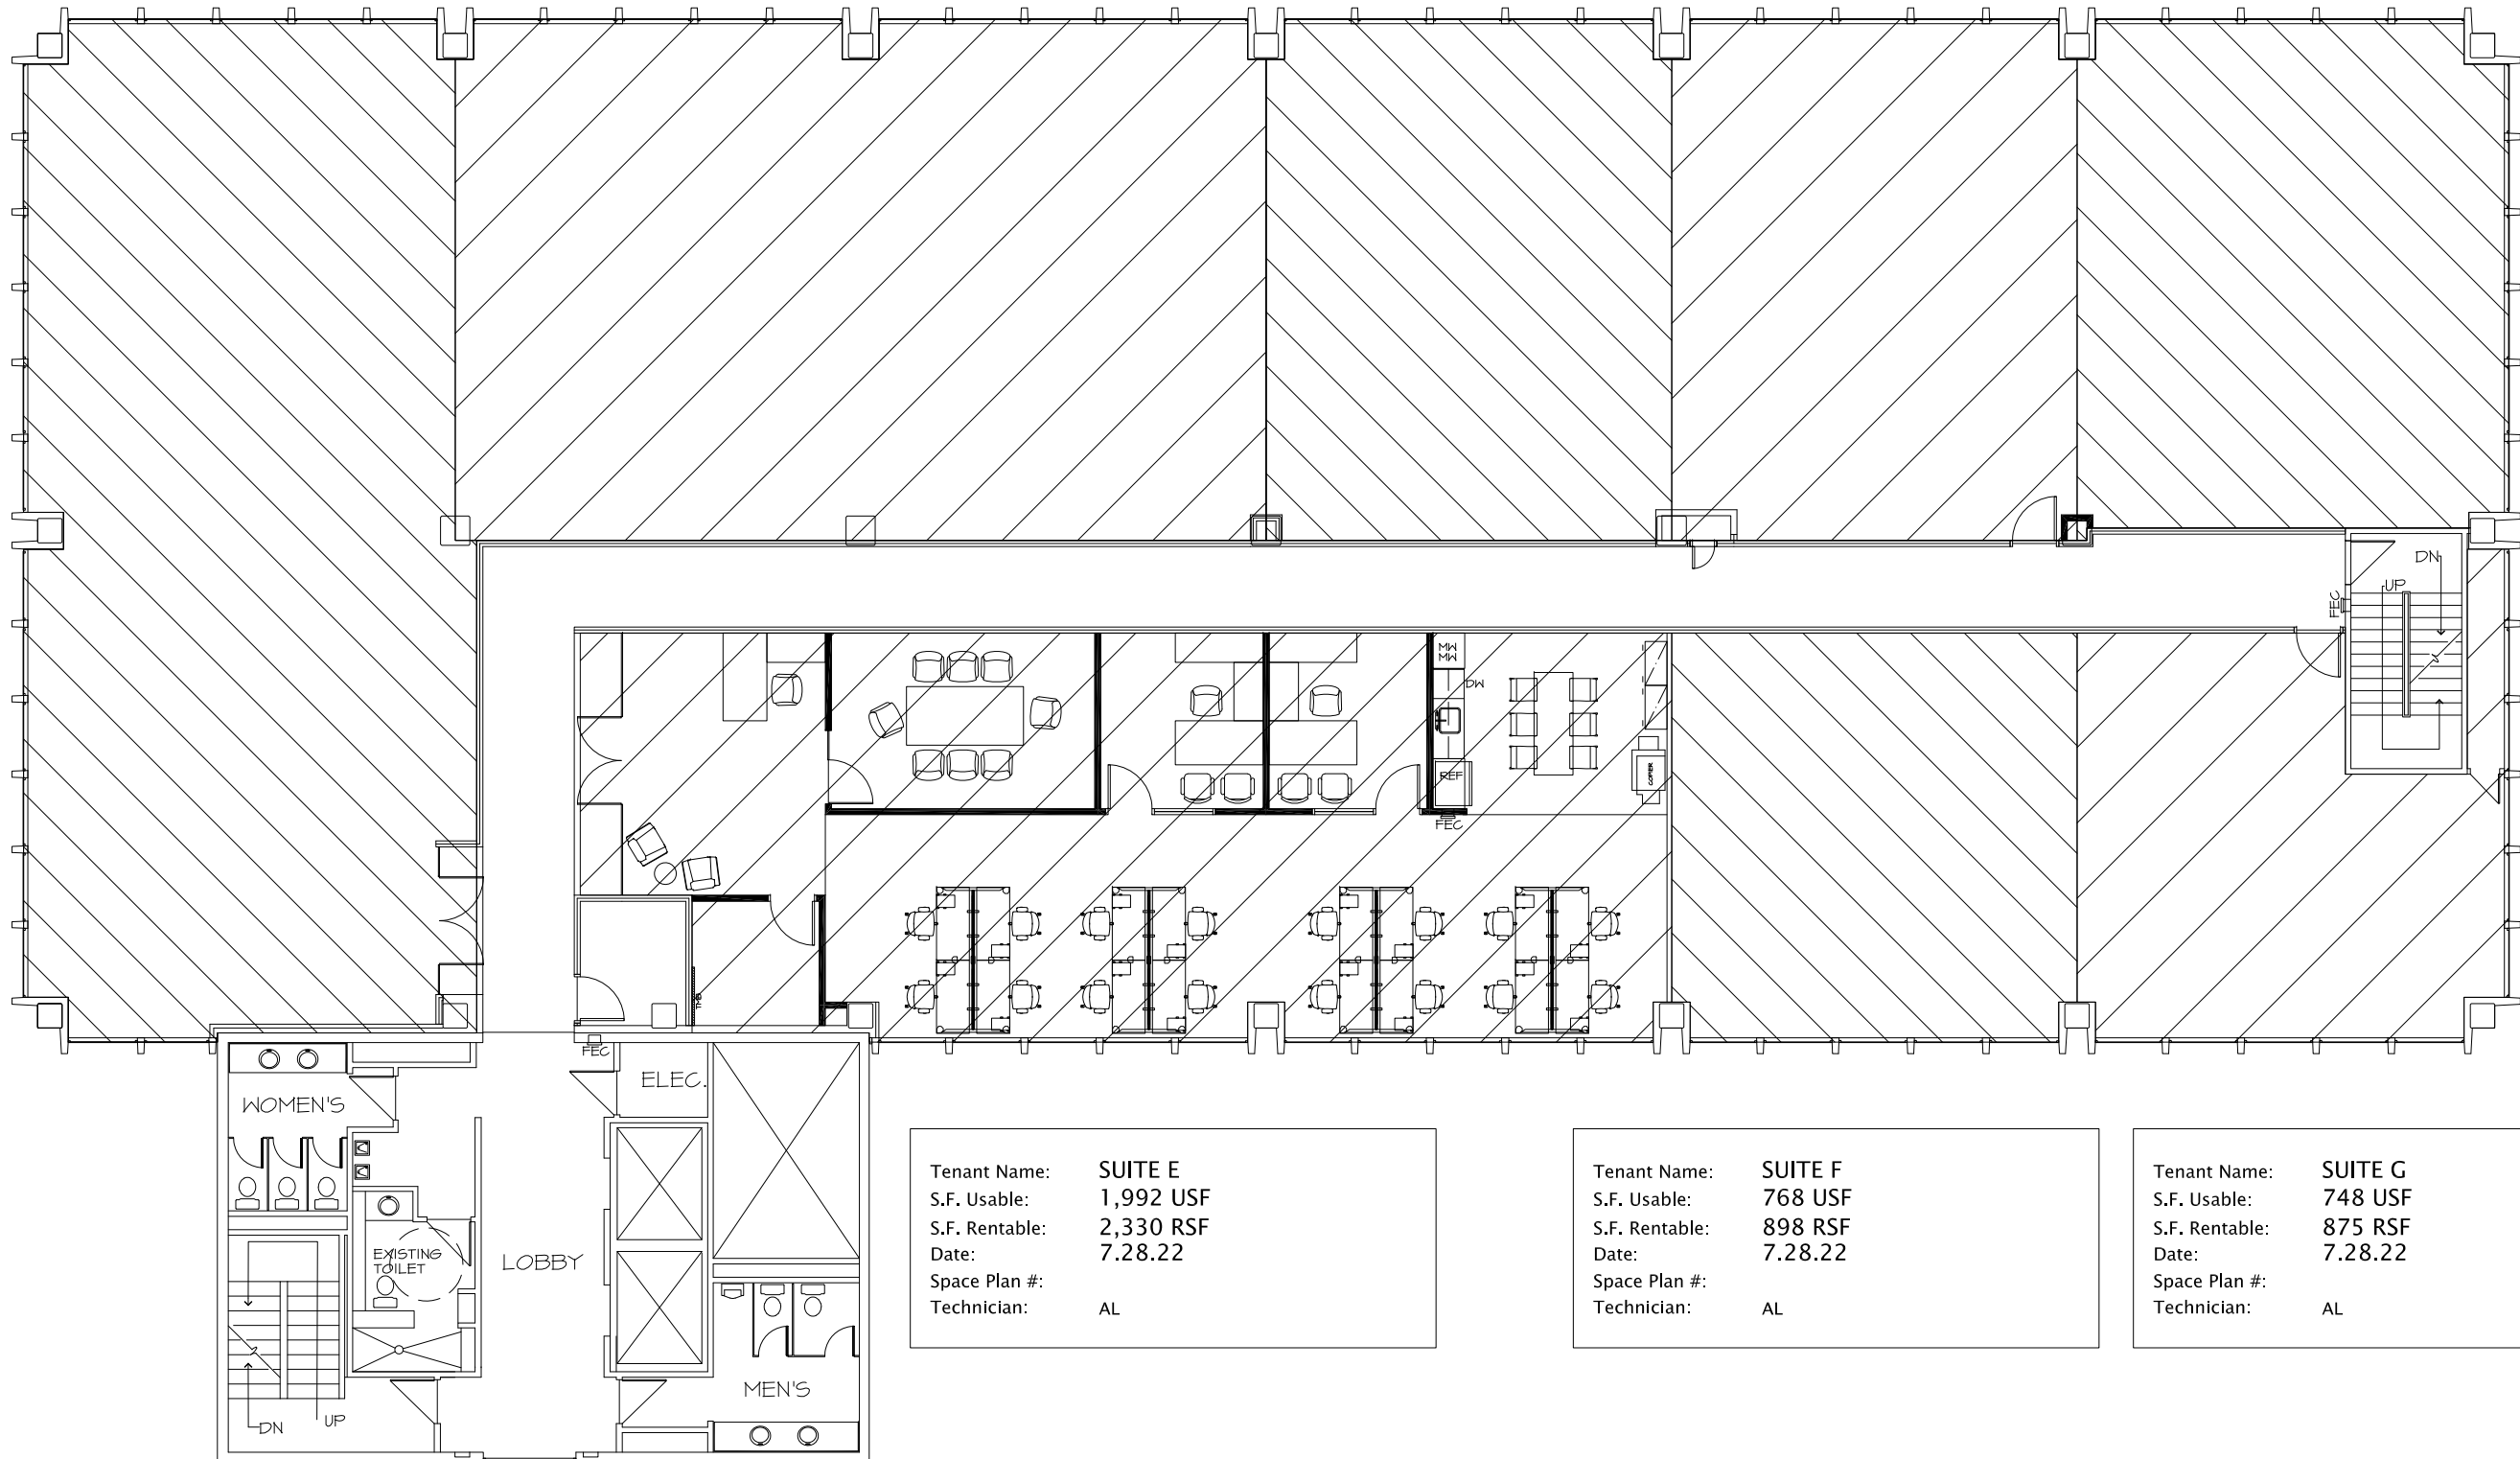 DN
UP
FEC
MW
MW
DW
REF
COPIER
FEC
TMB
FEC
ELEC.
WOMEN'S
EXISTING
TOILET
LOBBY
MEN'S
UP
DN
Tenant Name: SUITE E
S.F. Usable: 1,992 USF
S.F. Rentable: 2,330 RSF
Date: 7.28.22
Space Plan #:
Technician: AL
Tenant Name: SUITE F
S.F. Usable: 768 USF
S.F. Rentable: 898 RSF
Date: 7.28.22
Space Plan #:
Technician: AL
Tenant Name: SUITE G
S.F. Usable: 748 USF
S.F. Rentable: 875 RSF
Date: 7.28.22
Space Plan #:
Technician: AL